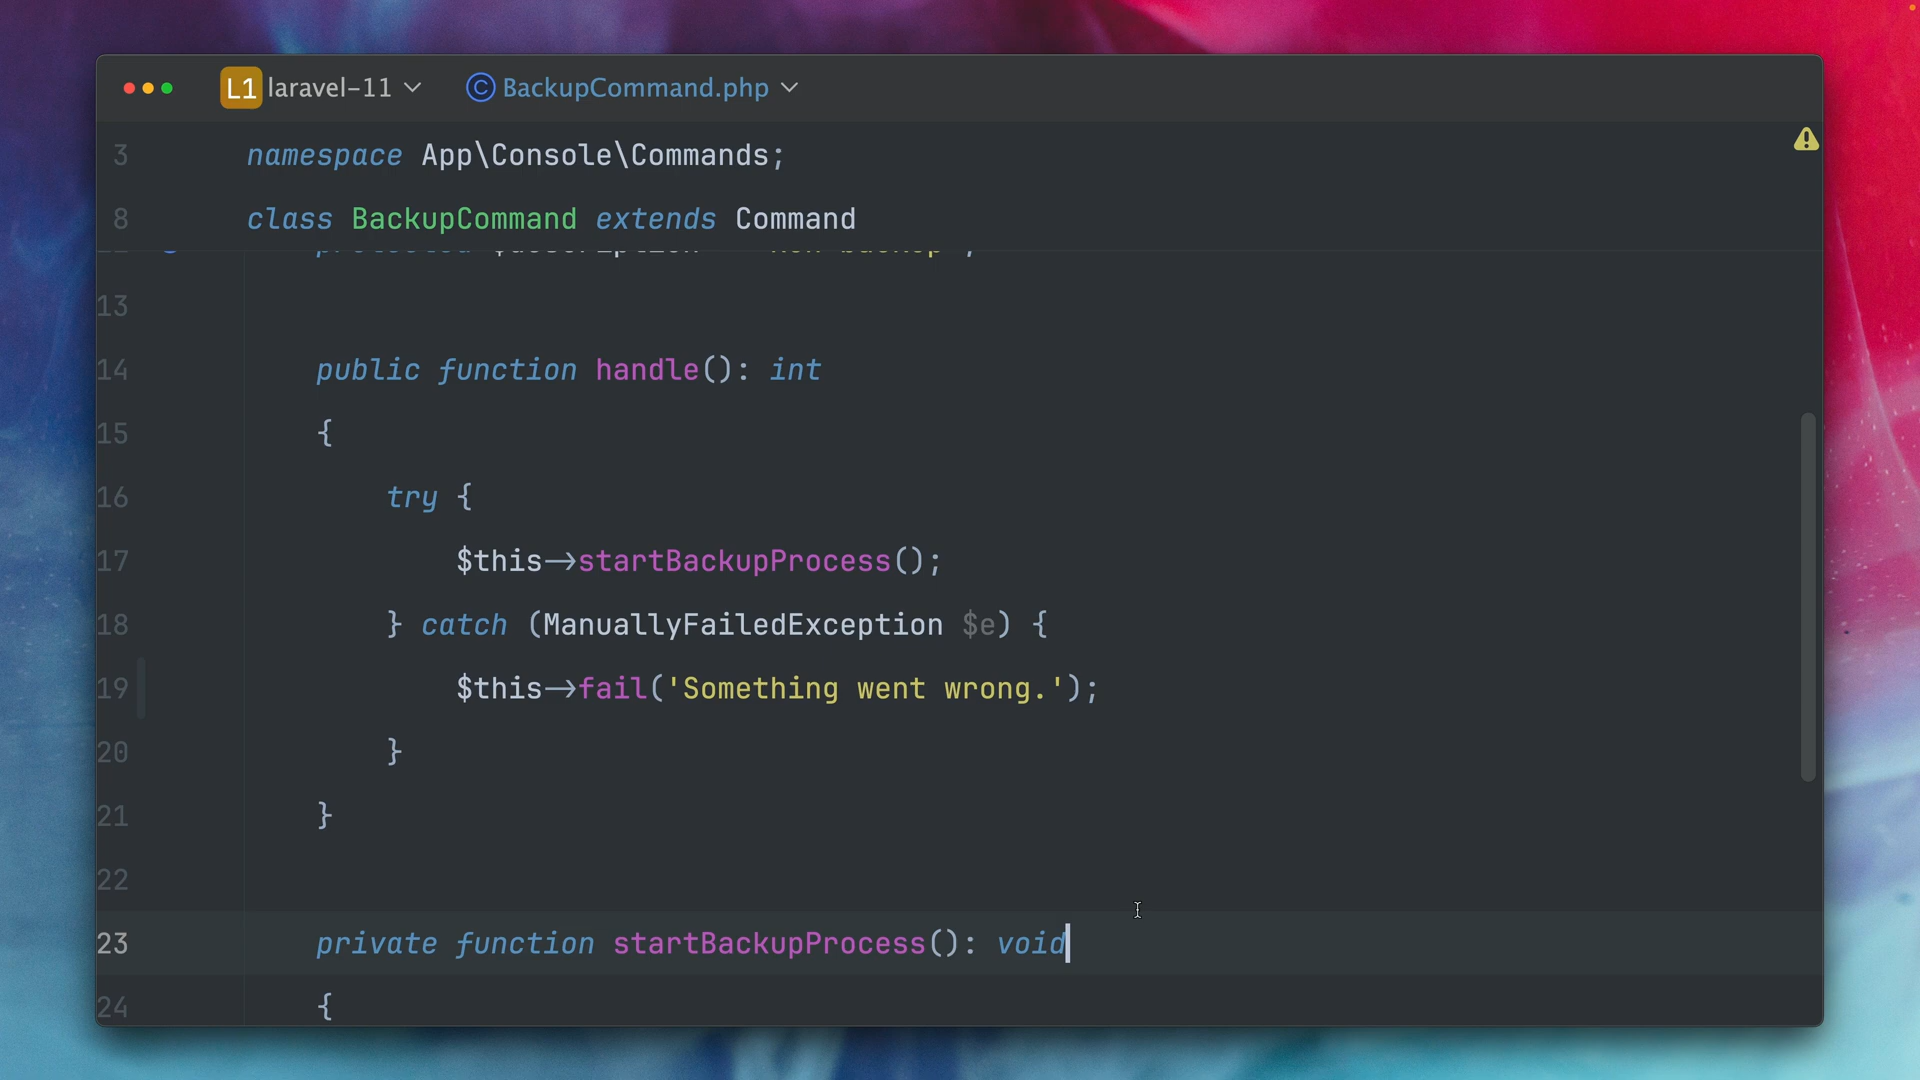 L1 laravel-11 BackupCommand.php
3 namespace App\Console\Commands;
8 class BackupCommand extends Command
13
14 public function handle(): int
15 {
16 try {
17 $this->startBackupProcess();
18 } catch (ManuallyFailedException $e) {
19 $this->fail('Something went wrong.');
20 }
21 }
22
23 private function startBackupProcess(): void
24 {